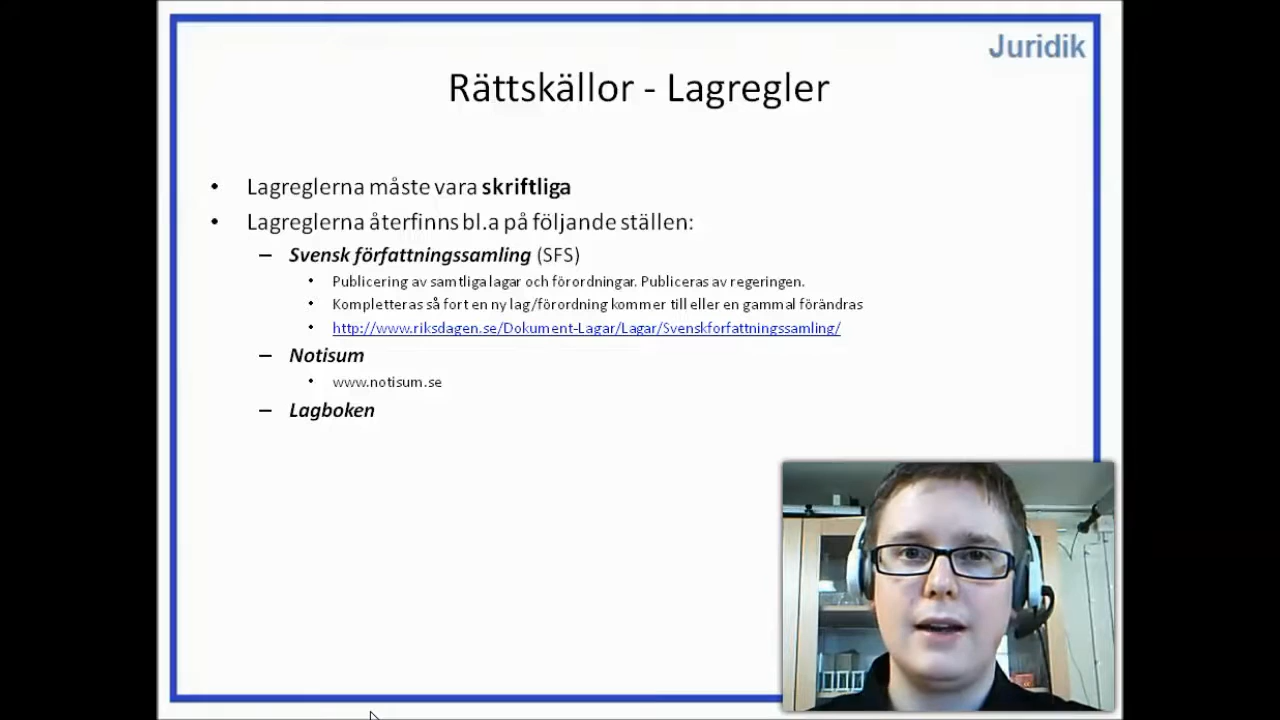 Juridik
Rättskällor - Lagregler
• Lagreglerna måste vara skriftliga
• Lagreglerna återfinns bl.a på följande ställen:
– Svensk författningssamling (SFS)
• Publicering av samtliga lagar och förordningar. Publiceras av regeringen.
• Kompletteras så fort en ny lag/förordning kommer till eller en gammal förändras
• http://www.riksdagen.se/Dokument-Lagar/Lagar/Svenskforfattningssamling/
– Notisum
• www.notisum.se
– Lagboken